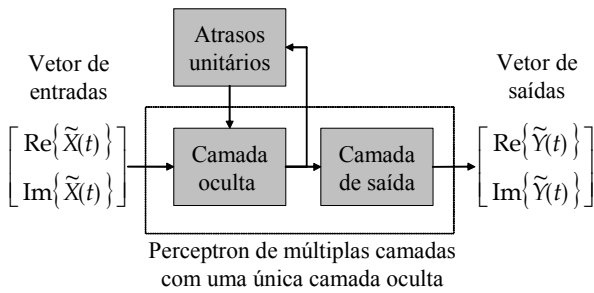 Atrasos
unitários
Vetor de
entradas
Vetor de
saídas
Re{X̃(t)}
Im{X̃(t)}
Camada
oculta
Camada
de saída
Re{Ỹ(t)}
Im{Ỹ(t)}
Perceptron de múltiplas camadas
com uma única camada oculta